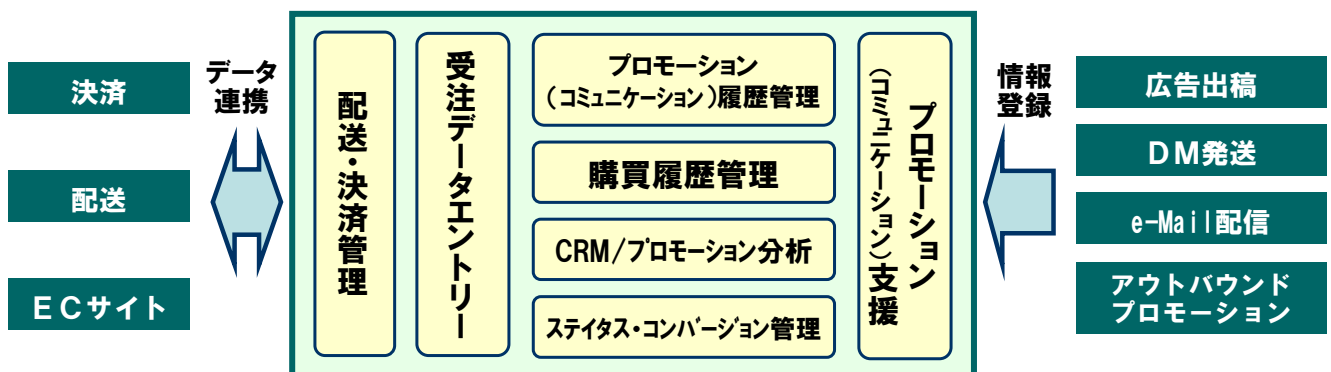 決済
配送
ECサイト
データ
連携
配送・決済管理
受注データエントリー
プロモーション
(コミュニケーション)履歴管理
購買履歴管理
CRM/プロモーション分析
ステイタス・コンバージョン管理
プロモーション
(コミュニケーション)支援
情報
登録
広告出稿
DM発送
e-Mail配信
アウトバウンド
プロモーション